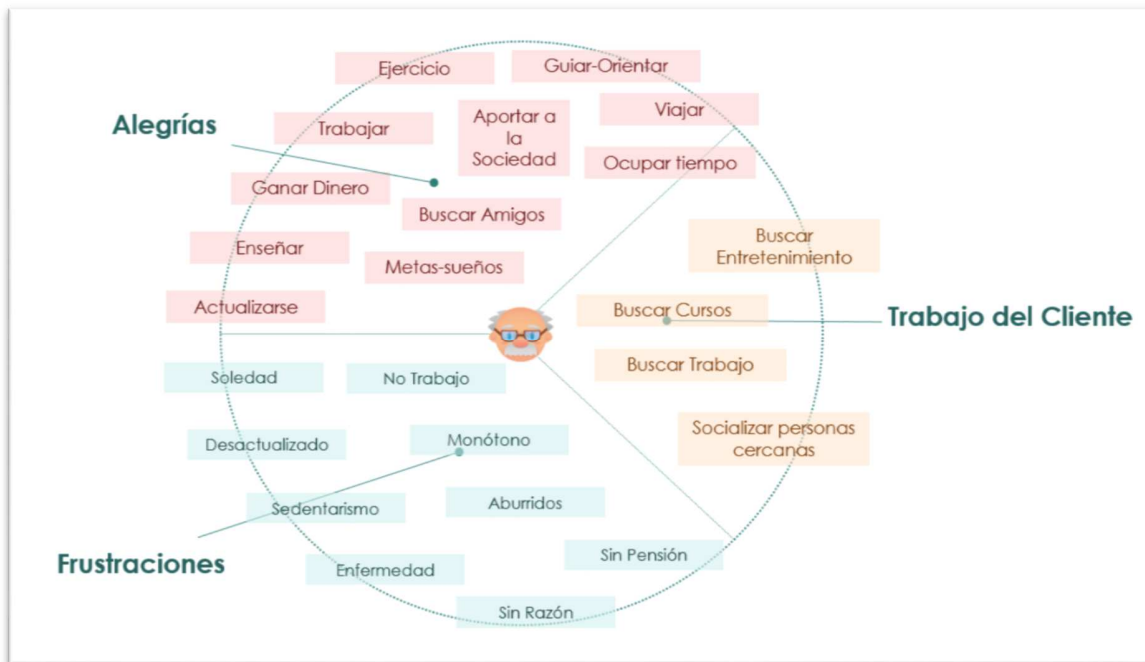 Ejercicio
Guiar-Orientar
Alegrías
Trabajar
Aportar a
la
Sociedad
Viajar
Ocupar tiempo
Ganar Dinero
Buscar Amigos
Enseñar
Metas-sueños
Actualizarse
Buscar
Entretenimiento
Buscar Cursos
Trabajo del Cliente
Buscar Trabajo
Socializar personas
cercanas
Soledad
No Trabajo
Desactualizado
Monótono
Sedentarismo
Aburridos
Frustraciones
Enfermedad
Sin Pensión
Sin Razón